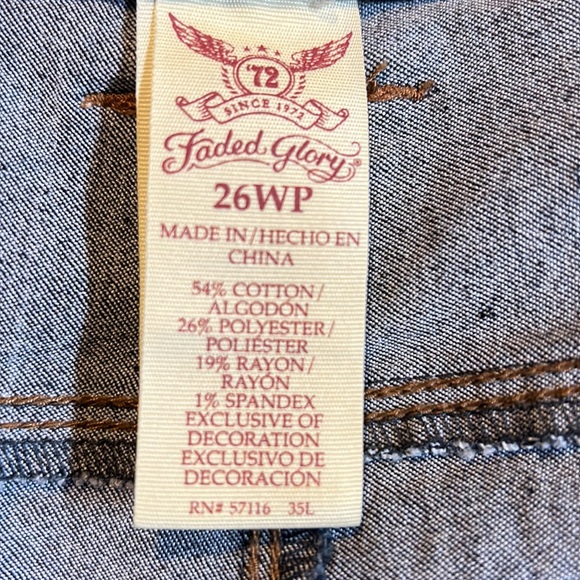 '72
SINCE 1972
Faded Glory®
26WP
MADE IN/HECHO EN
CHINA
54% COTTON/
ALGODÓN
26% POLYESTER/
POLIÉSTER
19% RAYON/
RAYÓN
1% SPANDEX
EXCLUSIVE OF
DECORATION
EXCLUSIVO DE
DECORACIÓN
RN# 57116 35L